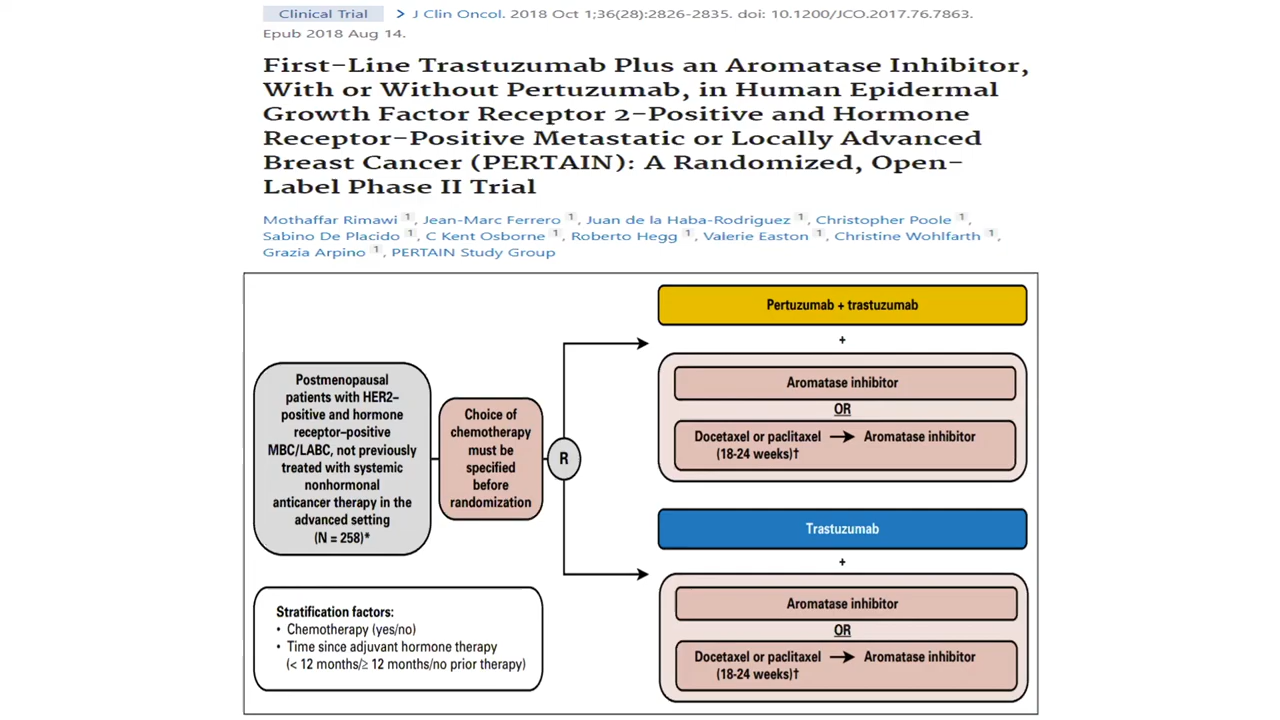 Clinical Trial > J Clin Oncol. 2018 Oct 1;36(28):2826-2835. doi: 10.1200/JCO.2017.76.7863.
Epub 2018 Aug 14.
First-Line Trastuzumab Plus an Aromatase Inhibitor,
With or Without Pertuzumab, in Human Epidermal
Growth Factor Receptor 2-Positive and Hormone
Receptor-Positive Metastatic or Locally Advanced
Breast Cancer (PERTAIN): A Randomized, Open-
Label Phase II Trial
Mothaffar Rimawi 1, Jean-Marc Ferrero 1, Juan de la Haba-Rodriguez 1, Christopher Poole 1,
Sabino De Placido 1, C Kent Osborne 1, Roberto Hegg 1, Valerie Easton 1, Christine Wohlfarth 1,
Grazia Arpino 1, PERTAIN Study Group
Postmenopausal
patients with HER2–
positive and hormone
receptor–positive
MBC/LABC, not previously
treated with systemic
nonhormonal
anticancer therapy in the
advanced setting
(N = 258)*
Choice of
chemotherapy
must be
specified
before
randomization
R
Pertuzumab + trastuzumab
+
Aromatase inhibitor
OR
Docetaxel or paclitaxel → Aromatase inhibitor
(18-24 weeks)†
Trastuzumab
+
Aromatase inhibitor
OR
Docetaxel or paclitaxel → Aromatase inhibitor
(18-24 weeks)†
Stratification factors:
• Chemotherapy (yes/no)
• Time since adjuvant hormone therapy
(< 12 months/≥ 12 months/no prior therapy)